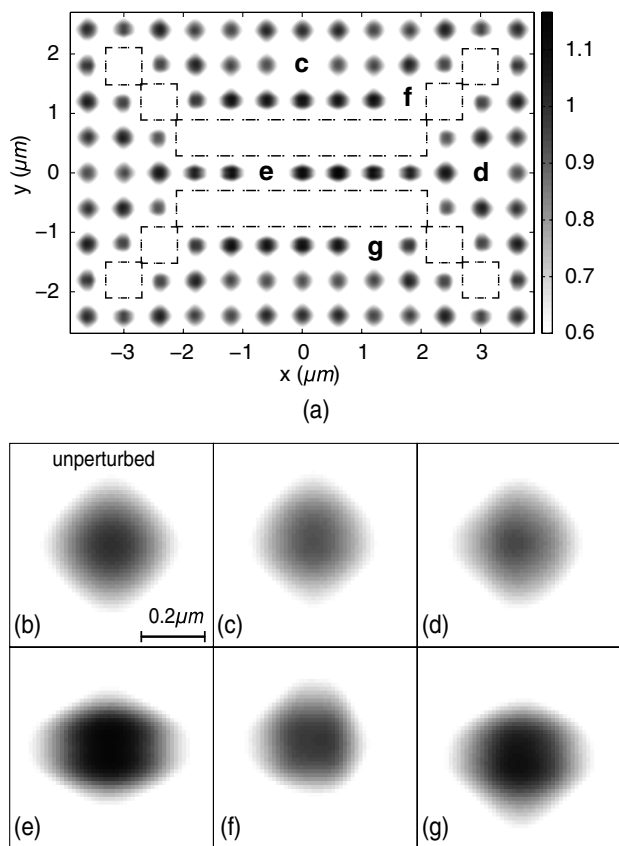 2
1
0
−1
−2
y (μm)
c
f
e
d
g
−3 −2 −1 0 1 2 3
x (μm)
1.1
1
0.9
0.8
0.7
0.6
(a)
unperturbed
0.2μm
(b) (c) (d)
(e) (f) (g)